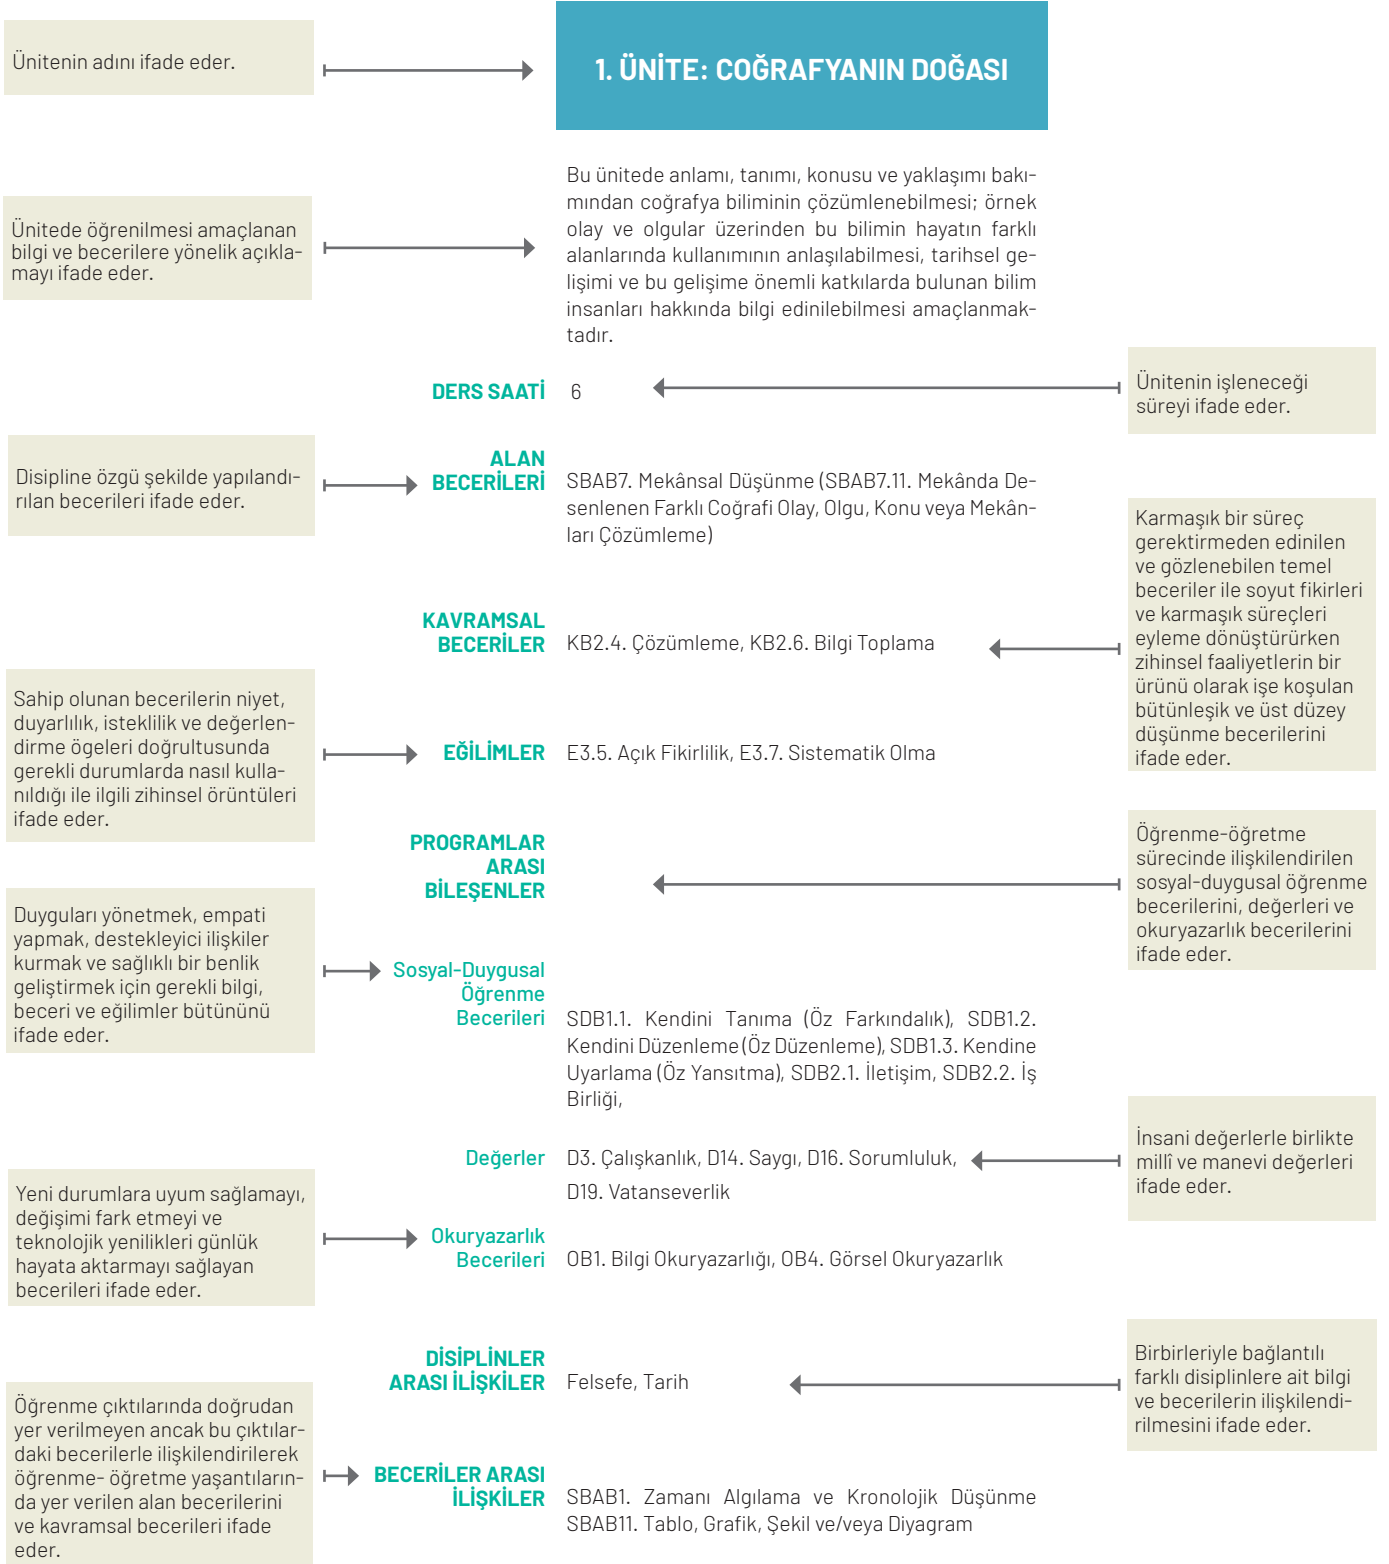 Ünitenin adını ifade eder.
1. ÜNİTE: COĞRAFYANIN DOĞASI
Ünitede öğrenilmesi amaçlanan
bilgi ve becerilere yönelik açıkla-
mayı ifade eder.
Bu ünitede anlamı, tanımı, konusu ve yaklaşımı bakı-
mından coğrafya biliminin çözümlenebilmesi; örnek
olay ve olgular üzerinden bu bilimin hayatın farklı
alanlarında kullanımının anlaşılabilmesi, tarihsel ge-
lişimi ve bu gelişime önemli katkılarda bulunan bilim
insanları hakkında bilgi edinilebilmesi amaçlanmak-
tadır.
DERS SAATİ 6
Ünitenin işleneceği
süreyi ifade eder.
Disipline özgü şekilde yapılandı-
rılan becerileri ifade eder.
ALAN
BECERİLERİ
SBAB7. Mekânsal Düşünme (SBAB7.11. Mekânda De-
senlenen Farklı Coğrafi Olay, Olgu, Konu veya Mekân-
ları Çözümleme)
Karmaşık bir süreç
gerektirmeden edinilen
ve gözlenebilen temel
beceriler ile soyut fikirleri
ve karmaşık süreçleri
eyleme dönüştürürken
zihinsel faaliyetlerin bir
ürünü olarak işe koşulan
bütünleşik ve üst düzey
düşünme becerilerini
ifade eder.
KAVRAMSAL
BECERİLER
KB2.4. Çözümleme, KB2.6. Bilgi Toplama
Sahip olunan becerilerin niyet,
duyarlılık, isteklilik ve değerlen-
dirme ögeleri doğrultusunda
gerekli durumlarda nasıl kulla-
nıldığı ile ilgili zihinsel örüntüleri
ifade eder.
EĞİLİMLER
E3.5. Açık Fikirlilik, E3.7. Sistematik Olma
PROGRAMLAR
ARASI
BİLEŞENLER
Öğrenme-öğretme
sürecinde ilişkilendirilen
sosyal-duygusal öğrenme
becerilerini, değerleri ve
okuryazarlık becerilerini
ifade eder.
Duyguları yönetmek, empati
yapmak, destekleyici ilişkiler
kurmak ve sağlıklı bir benlik
geliştirmek için gerekli bilgi,
beceri ve eğilimler bütününü
ifade eder.
Sosyal-Duygusal
Öğrenme
Becerileri
SDB1.1. Kendini Tanıma (Öz Farkındalık), SDB1.2.
Kendini Düzenleme (Öz Düzenleme), SDB1.3. Kendine
Uyarlama (Öz Yansıtma), SDB2.1. İletişim, SDB2.2. İş
Birliği,
Değerler
D3. Çalışkanlık, D14. Saygı, D16. Sorumluluk,
D19. Vatanseverlik
İnsani değerlerle birlikte
millî ve manevi değerleri
ifade eder.
Yeni durumlara uyum sağlamayı,
değişimi fark etmeyi ve
teknolojik yenilikleri günlük
hayata aktarmayı sağlayan
becerileri ifade eder.
Okuryazarlık
Becerileri
OB1. Bilgi Okuryazarlığı, OB4. Görsel Okuryazarlık
DİSİPLİNLER
ARASI İLİŞKİLER
Felsefe, Tarih
Birbirleriyle bağlantılı
farklı disiplinlere ait bilgi
ve becerilerin ilişkilendi-
rilmesini ifade eder.
Öğrenme çıktılarında doğrudan
yer verilmeyen ancak bu çıktılar-
daki becerilerle ilişkilendirilerek
öğrenme- öğretme yaşantıların-
da yer verilen alan becerilerini
ve kavramsal becerileri ifade
eder.
BECERİLER ARASI
İLİŞKİLER
SBAB1. Zamanı Algılama ve Kronolojik Düşünme
SBAB11. Tablo, Grafik, Şekil ve/veya Diyagram